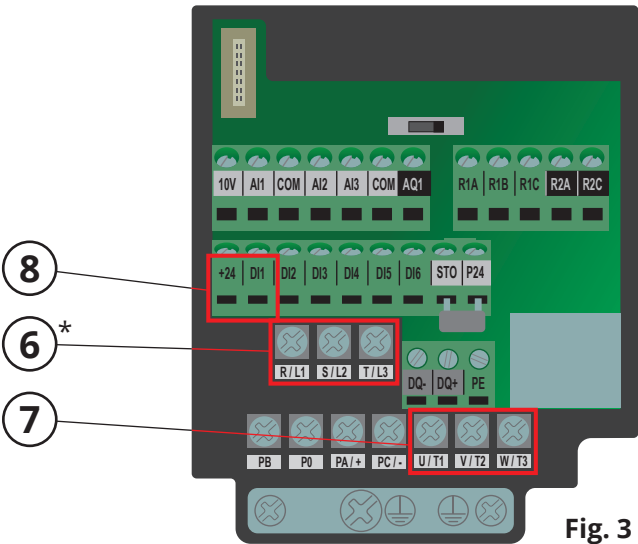 10V AI1 COM AI2 AI3 COM AQ1 R1A R1B R1C R2A R2C
8 +24 DI1 DI2 DI3 DI4 DI5 DI6 STO P24
6*
R/L1 S/L2 T/L3
DQ- DQ+ PE
7
PB P0 PA/+ PC/- U/T1 V/T2 W/T3
Fig. 3